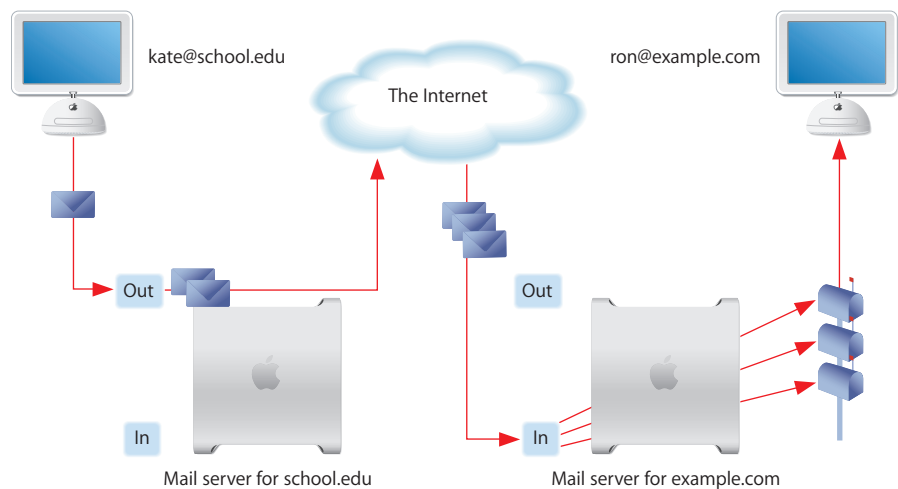 kate@school.edu
ron@example.com
The Internet
Out
Out
In
In
Mail server for school.edu
Mail server for example.com